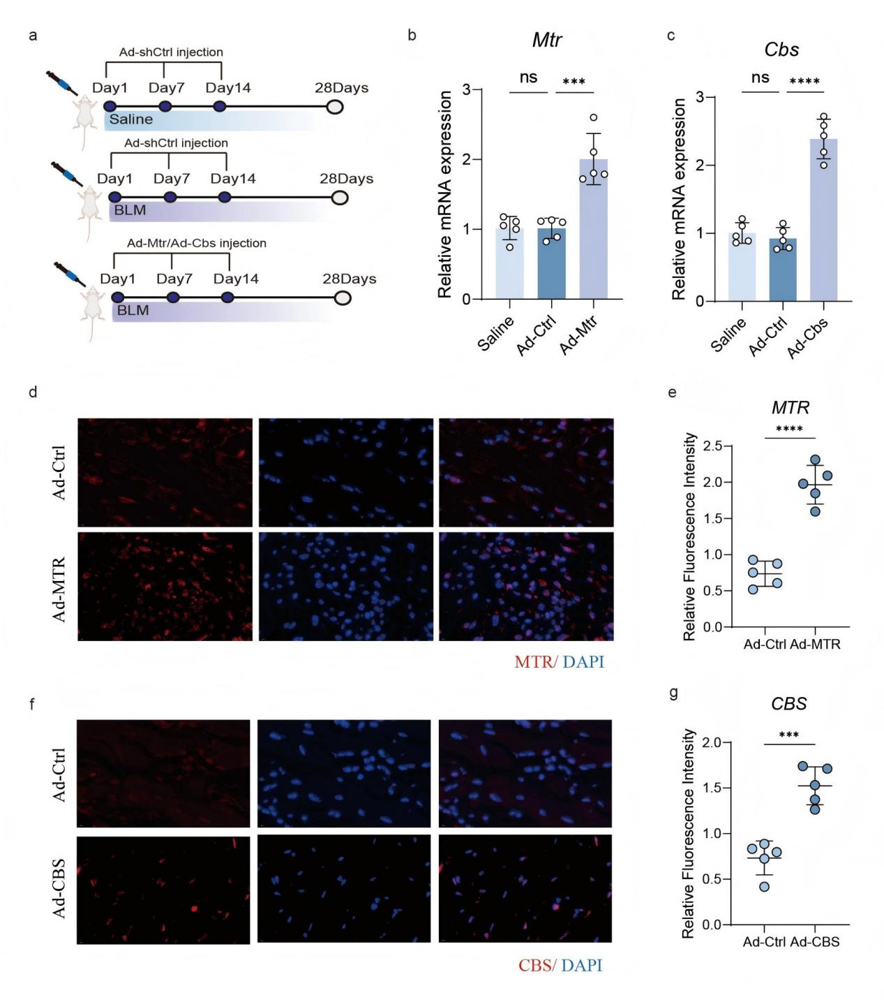 a
Ad-shCtrl injection
Day1 Day7 Day14 28Days
Saline
Ad-shCtrl injection
Day1 Day7 Day14 28Days
BLM
Ad-Mtr/Ad-Cbs injection
Day1 Day7 Day14 28Days
BLM
b
Mtr
ns ***
Relative mRNA expression
3
2
1
0
Saline Ad-Ctrl Ad-Mtr
c
Cbs
ns ****
Relative mRNA expression
3
2
1
0
Saline Ad-Ctrl Ad-Cbs
d
Ad-Ctrl
Ad-MTR
MTR/ DAPI
e
MTR
****
Relative Fluorescence Intensity
2.5
2.0
1.5
1.0
0.5
0.0
Ad-Ctrl Ad-MTR
f
Ad-Ctrl
Ad-CBS
CBS/ DAPI
g
CBS
***
Relative Fluorescence Intensity
2.0
1.5
1.0
0.5
0.0
Ad-Ctrl Ad-CBS